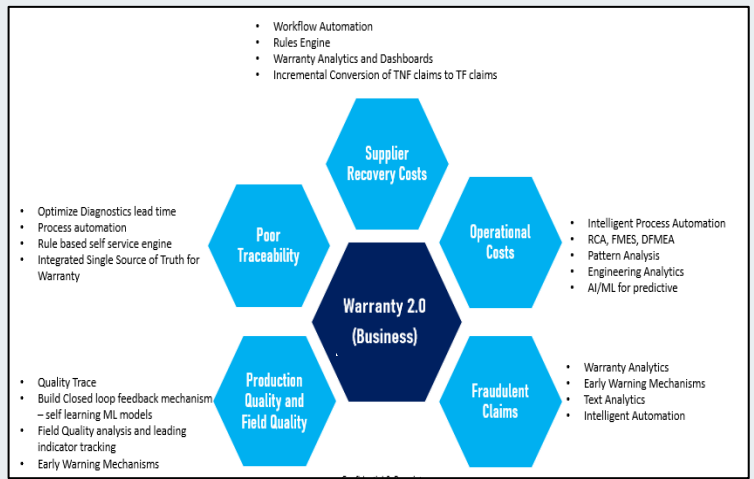 • Workflow Automation
• Rules Engine
• Warranty Analytics and Dashboards
• Incremental Conversion of TNF claims to TF claims
Supplier
Recovery Costs
• Optimize Diagnostics lead time
• Process automation
• Rule based self service engine
• Integrated Single Source of Truth for
Warranty
Poor
Traceability
Operational
Costs
• Intelligent Process Automation
• RCA, FMES, DFMEA
• Pattern Analysis
• Engineering Analytics
• AI/ML for predictive
Warranty 2.0
(Business)
• Quality Trace
• Build Closed loop feedback mechanism
– self learning ML models
• Field Quality analysis and leading
indicator tracking
• Early Warning Mechanisms
Production
Quality and
Field Quality
Fraudulent
Claims
• Warranty Analytics
• Early Warning Mechanisms
• Text Analytics
• Intelligent Automation